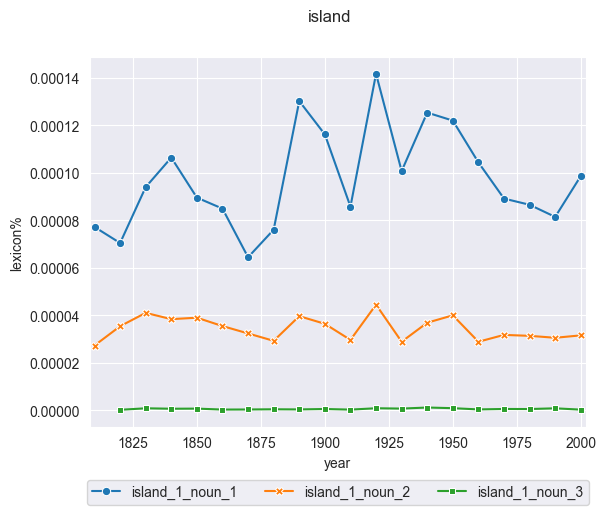 island
0.00014
0.00012
0.00010
0.00008
0.00006
0.00004
0.00002
0.00000
lexicon%
1825 1850 1875 1900 1925 1950 1975 2000
year
island_1_noun_1 island_1_noun_2 island_1_noun_3